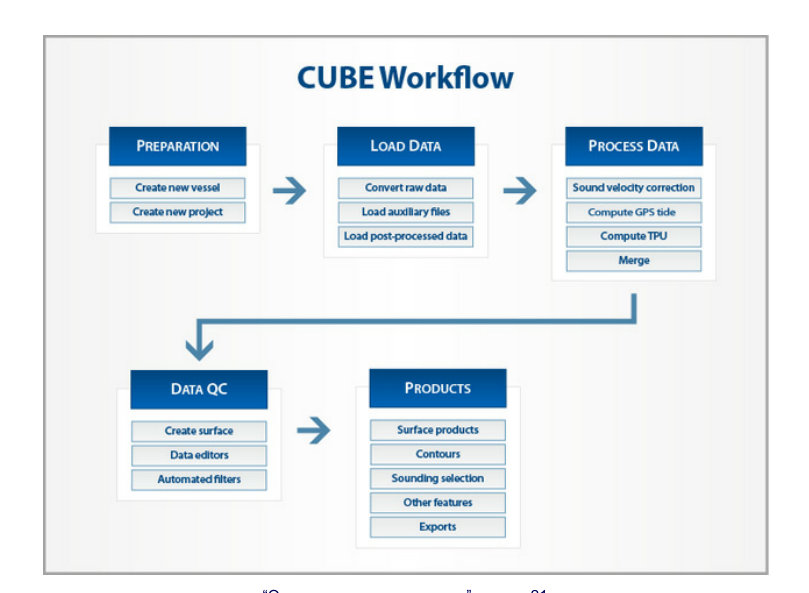 CUBE Workflow
PREPARATION
Create new vessel
Create new project
LOAD DATA
Convert raw data
Load auxiliary files
Load post-processed data
PROCESS DATA
Sound velocity correction
Compute GPS tide
Compute TPU
Merge
DATA QC
Create surface
Data editors
Automated filters
PRODUCTS
Surface products
Contours
Sounding selection
Other features
Exports